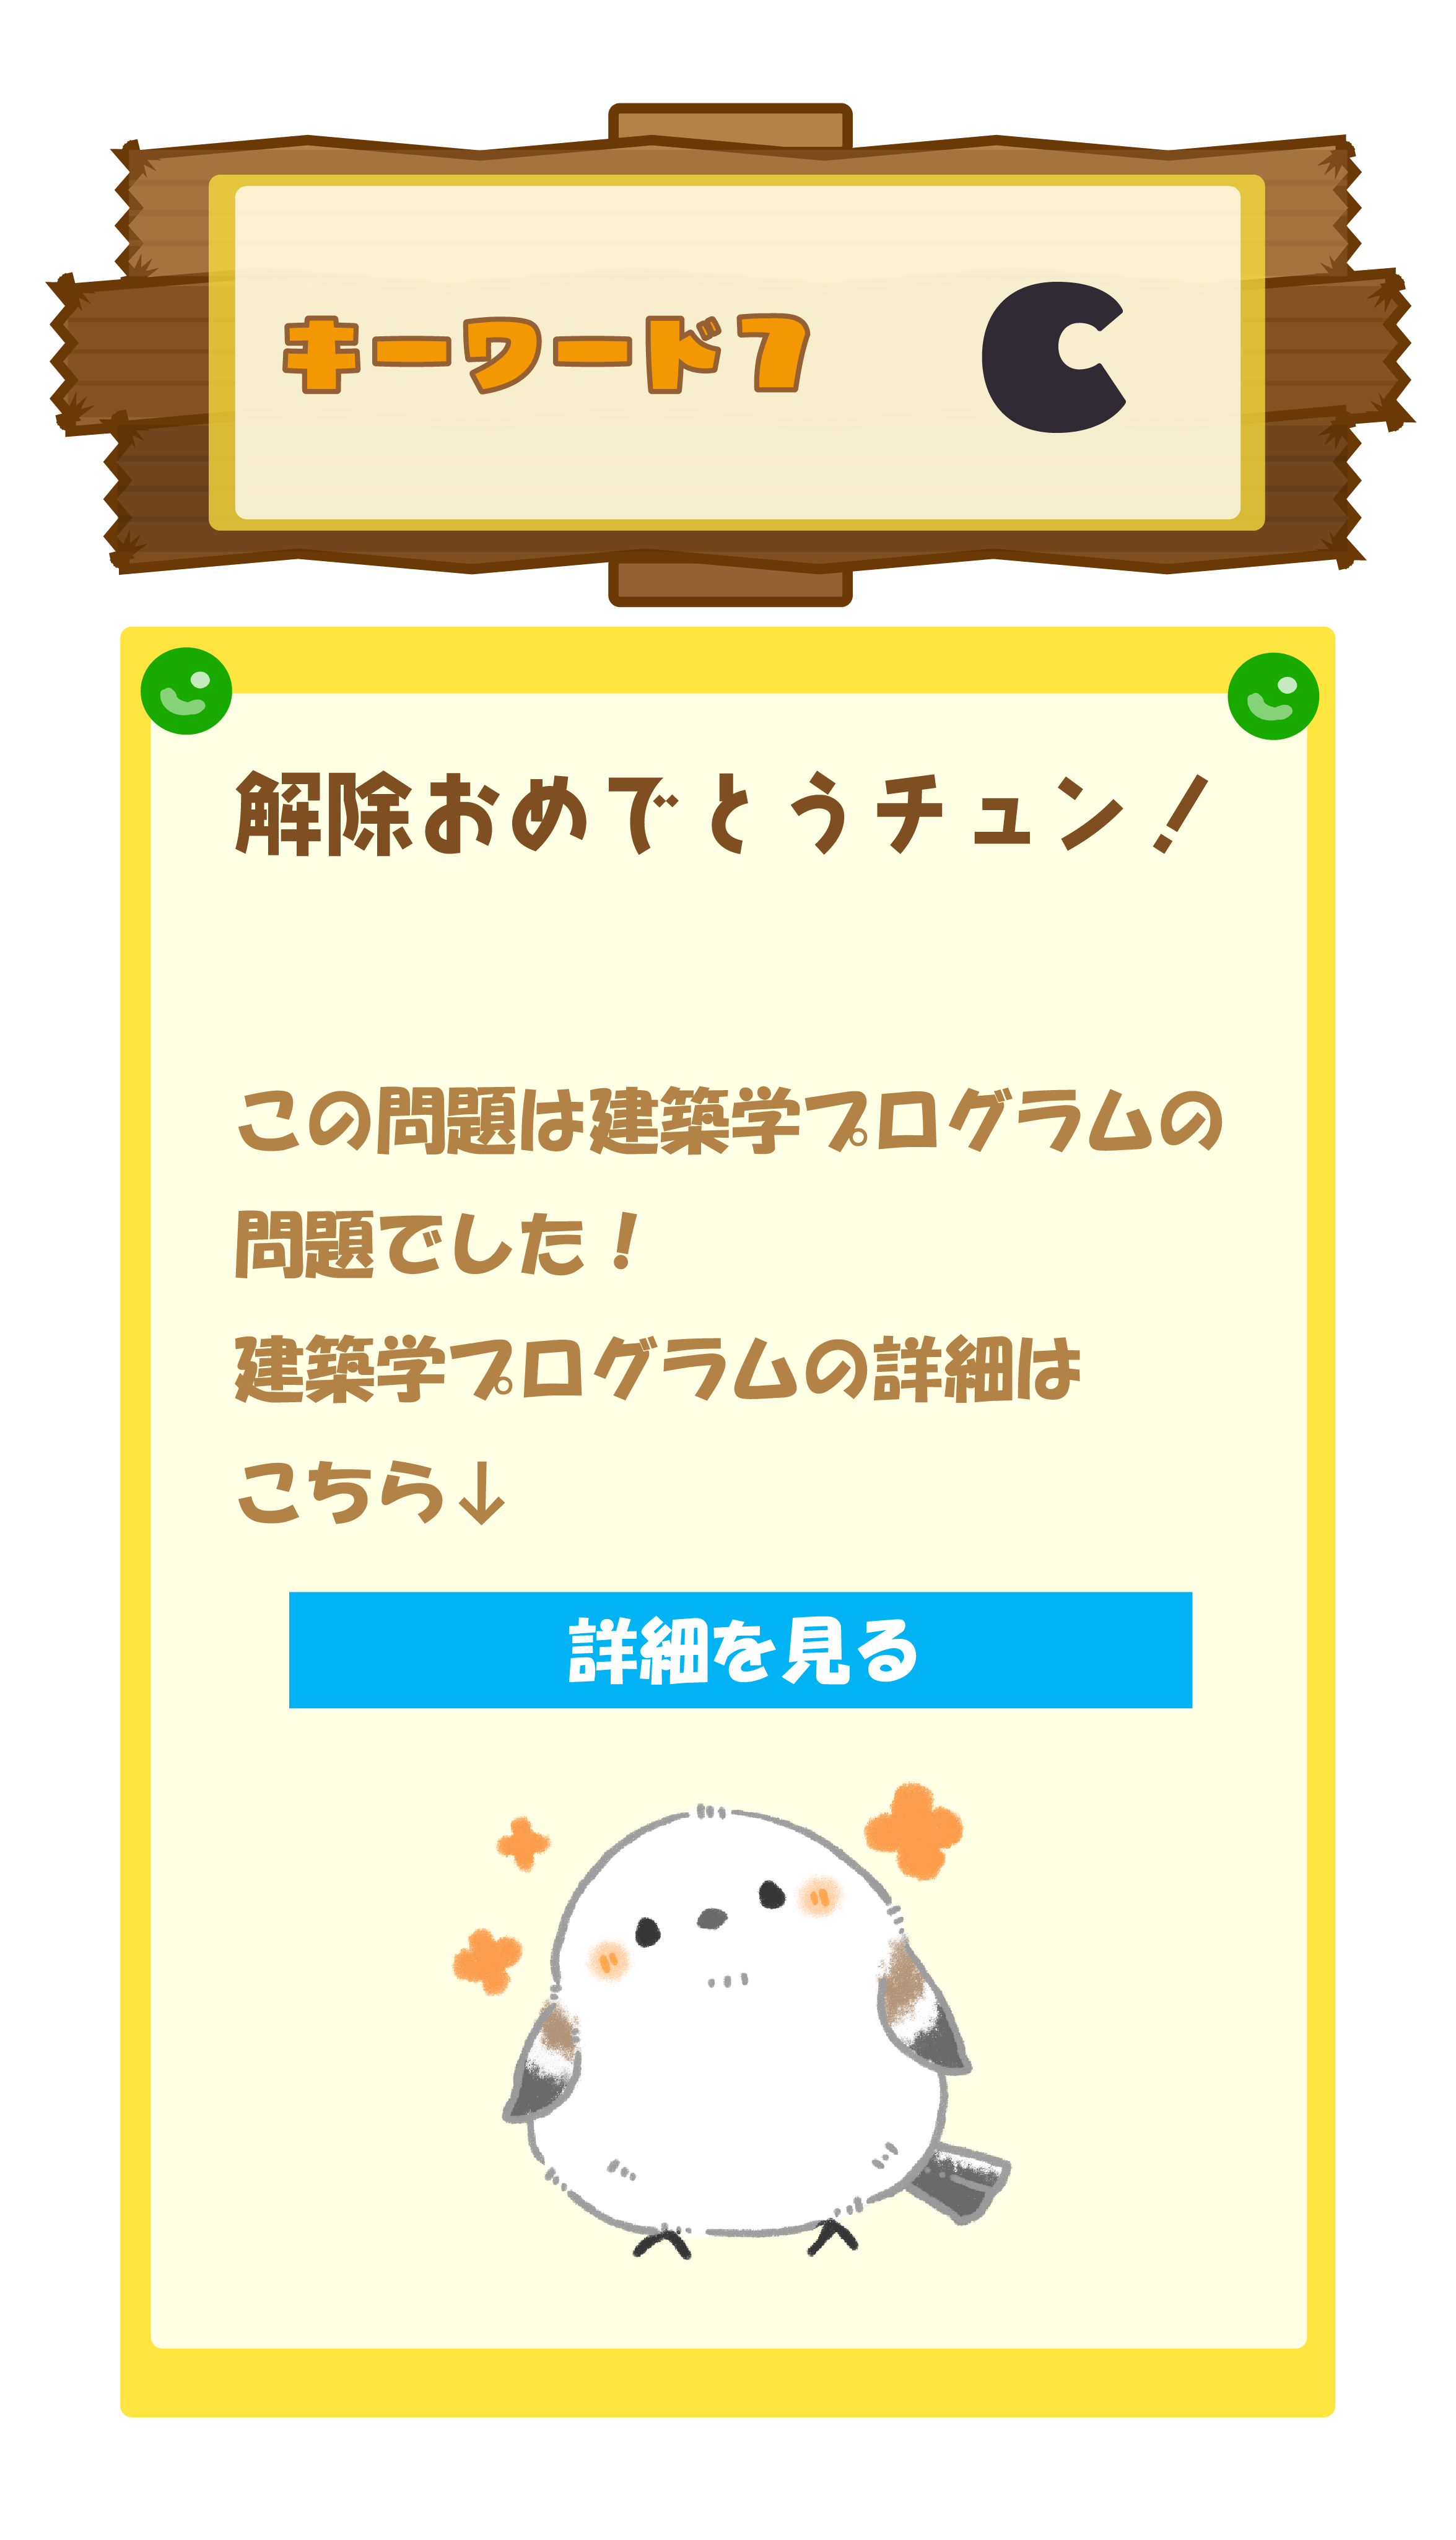 キーワード7 C
解除おめでとうチュン！
この問題は建築学プログラムの
問題でした！
建築学プログラムの詳細は
こちら↓
詳細を見る